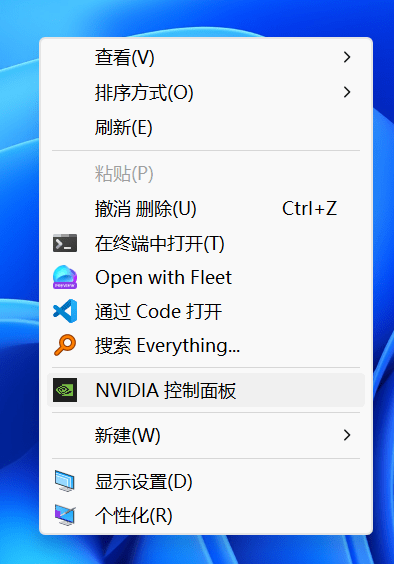 查看(V)
排序方式(O)
刷新(E)
粘贴(P)
撤消 删除(U) Ctrl+Z
在终端中打开(T)
Open with Fleet
PREVIEW
通过 Code 打开
搜索 Everything...
NVIDIA 控制面板
新建(W)
显示设置(D)
个性化(R)